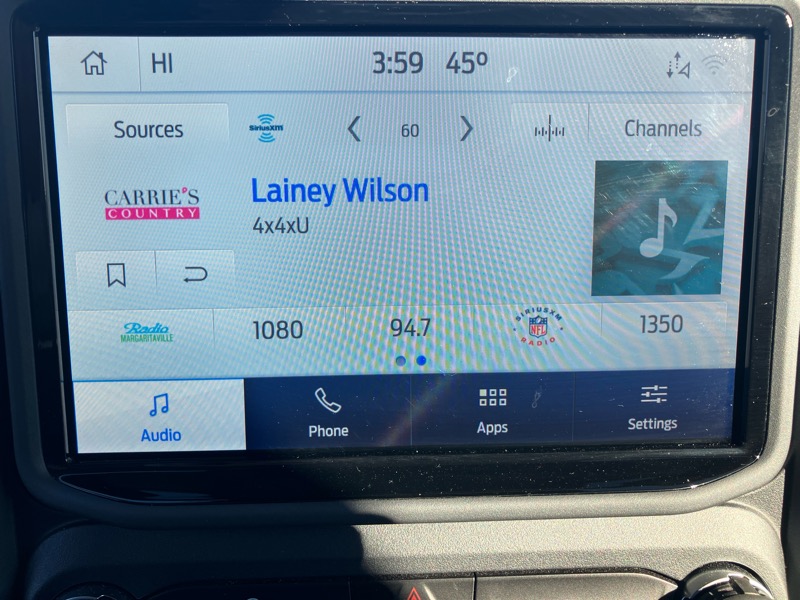 HI 3:59 45º
Sources SiriusXM 60 Channels
CARRIE'S
COUNTRY
Lainey Wilson
4x4xU
Radio
MARGARITAVILLE
1080
94.7
SIRIUSXM
NFL
RADIO
1350
Audio
Phone
Apps
Settings